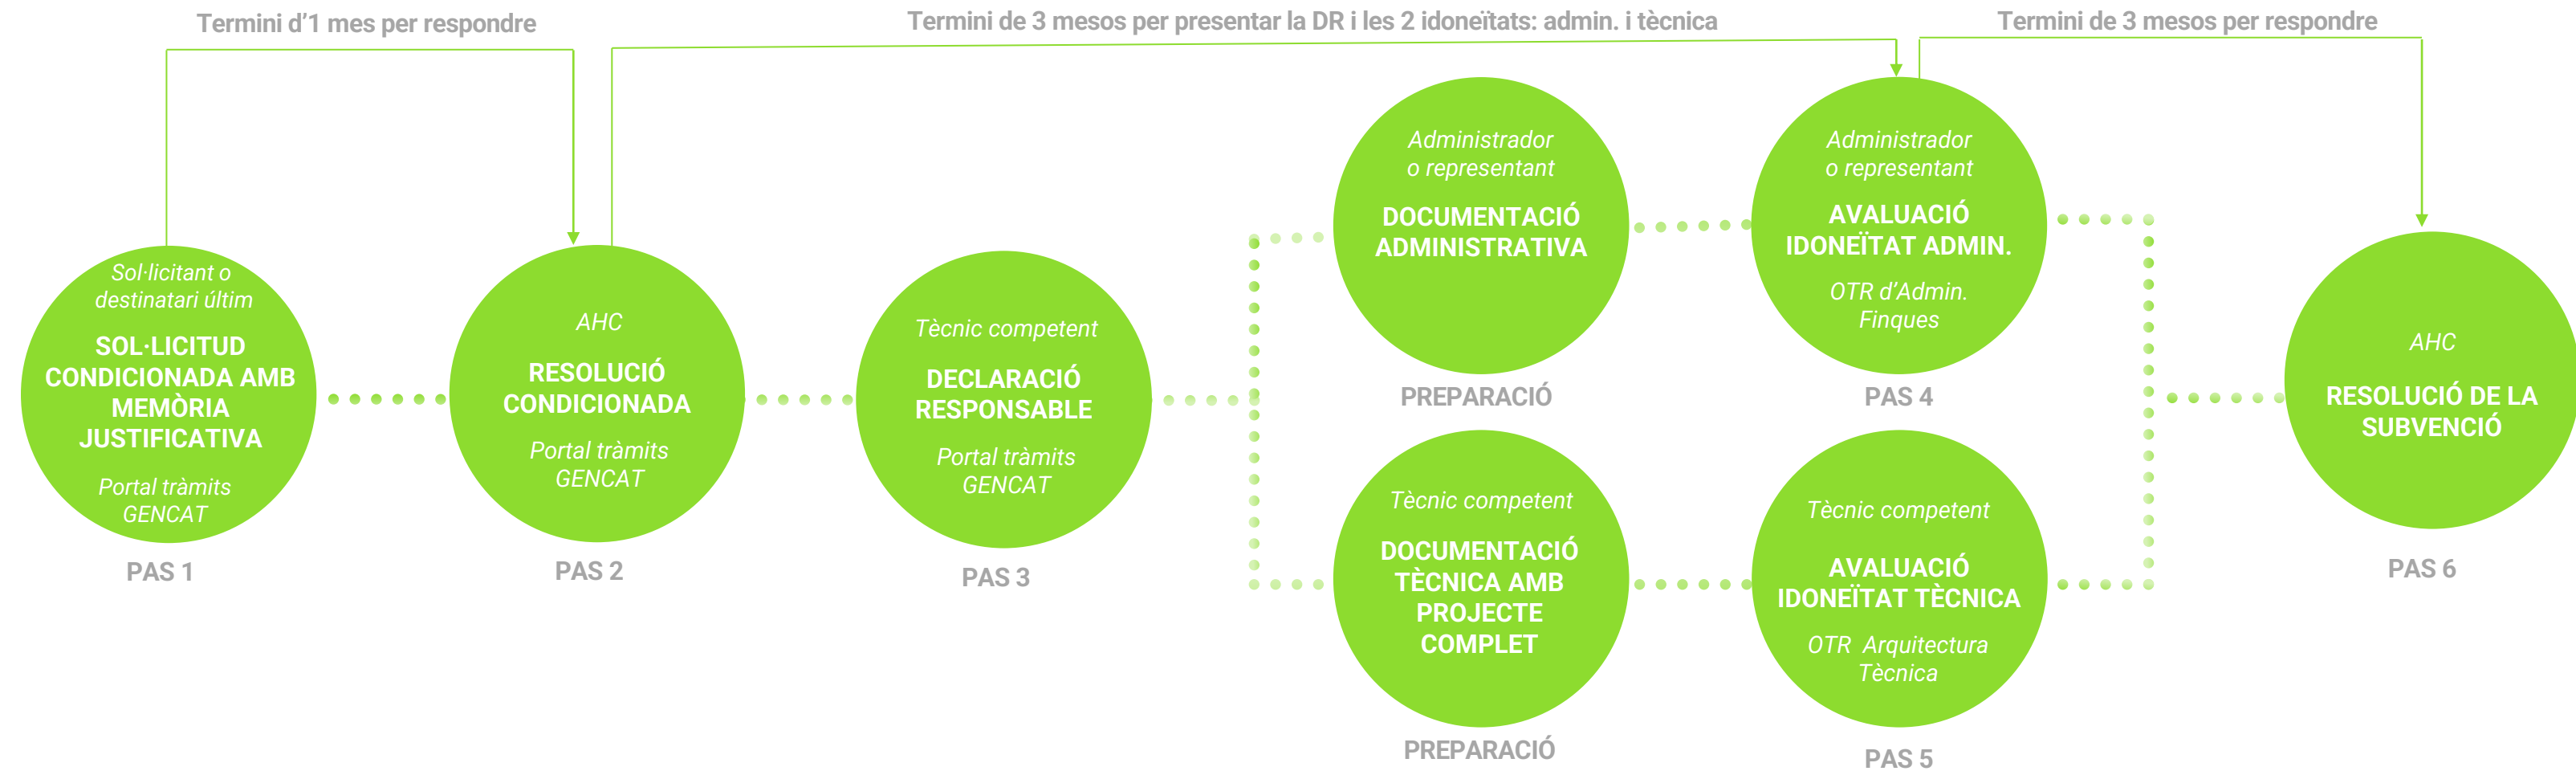 Termini d’1 mes per respondre
Termini de 3 mesos per presentar la DR i les 2 idoneïtats: admin. i tècnica
Termini de 3 mesos per respondre
Sol·licitant o
destinatari últim
SOL·LICITUD
CONDICIONADA AMB
MEMÒRIA
JUSTIFICATIVA
Portal tràmits
GENCAT
PAS 1
AHC
RESOLUCIÓ
CONDICIONADA
Portal tràmits
GENCAT
PAS 2
Tècnic competent
DECLARACIÓ
RESPONSABLE
Portal tràmits
GENCAT
PAS 3
Administrador
o representant
DOCUMENTACIÓ
ADMINISTRATIVA
PREPARACIÓ
Administrador
o representant
AVALUACIÓ
IDONEÏTAT ADMIN.
OTR d’Admin.
Finques
PAS 4
Tècnic competent
DOCUMENTACIÓ
TÈCNICA AMB
PROJECTE
COMPLET
PREPARACIÓ
Tècnic competent
AVALUACIÓ
IDONEÏTAT TÈCNICA
OTR Arquitectura
Tècnica
PAS 5
AHC
RESOLUCIÓ DE LA
SUBVENCIÓ
PAS 6